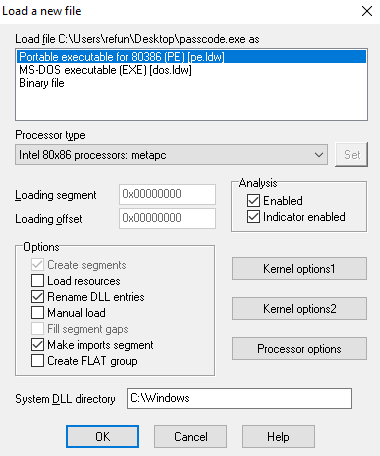 Load a new file
Load file C:\Users\refun\Desktop\passcode.exe as
Portable executable for 80386 (PE) [pe.ldw]
MS-DOS executable (EXE) [dos.ldw]
Binary file
Processor type
Intel 80x86 processors: metapc
Set
Loading segment 0x00000000
Loading offset 0x00000000
Analysis
Enabled
Indicator enabled
Options
Create segments
Load resources
Rename DLL entries
Manual load
Fill segment gaps
Make imports segment
Create FLAT group
Kernel options1
Kernel options2
Processor options
System DLL directory C:\Windows
OK Cancel Help